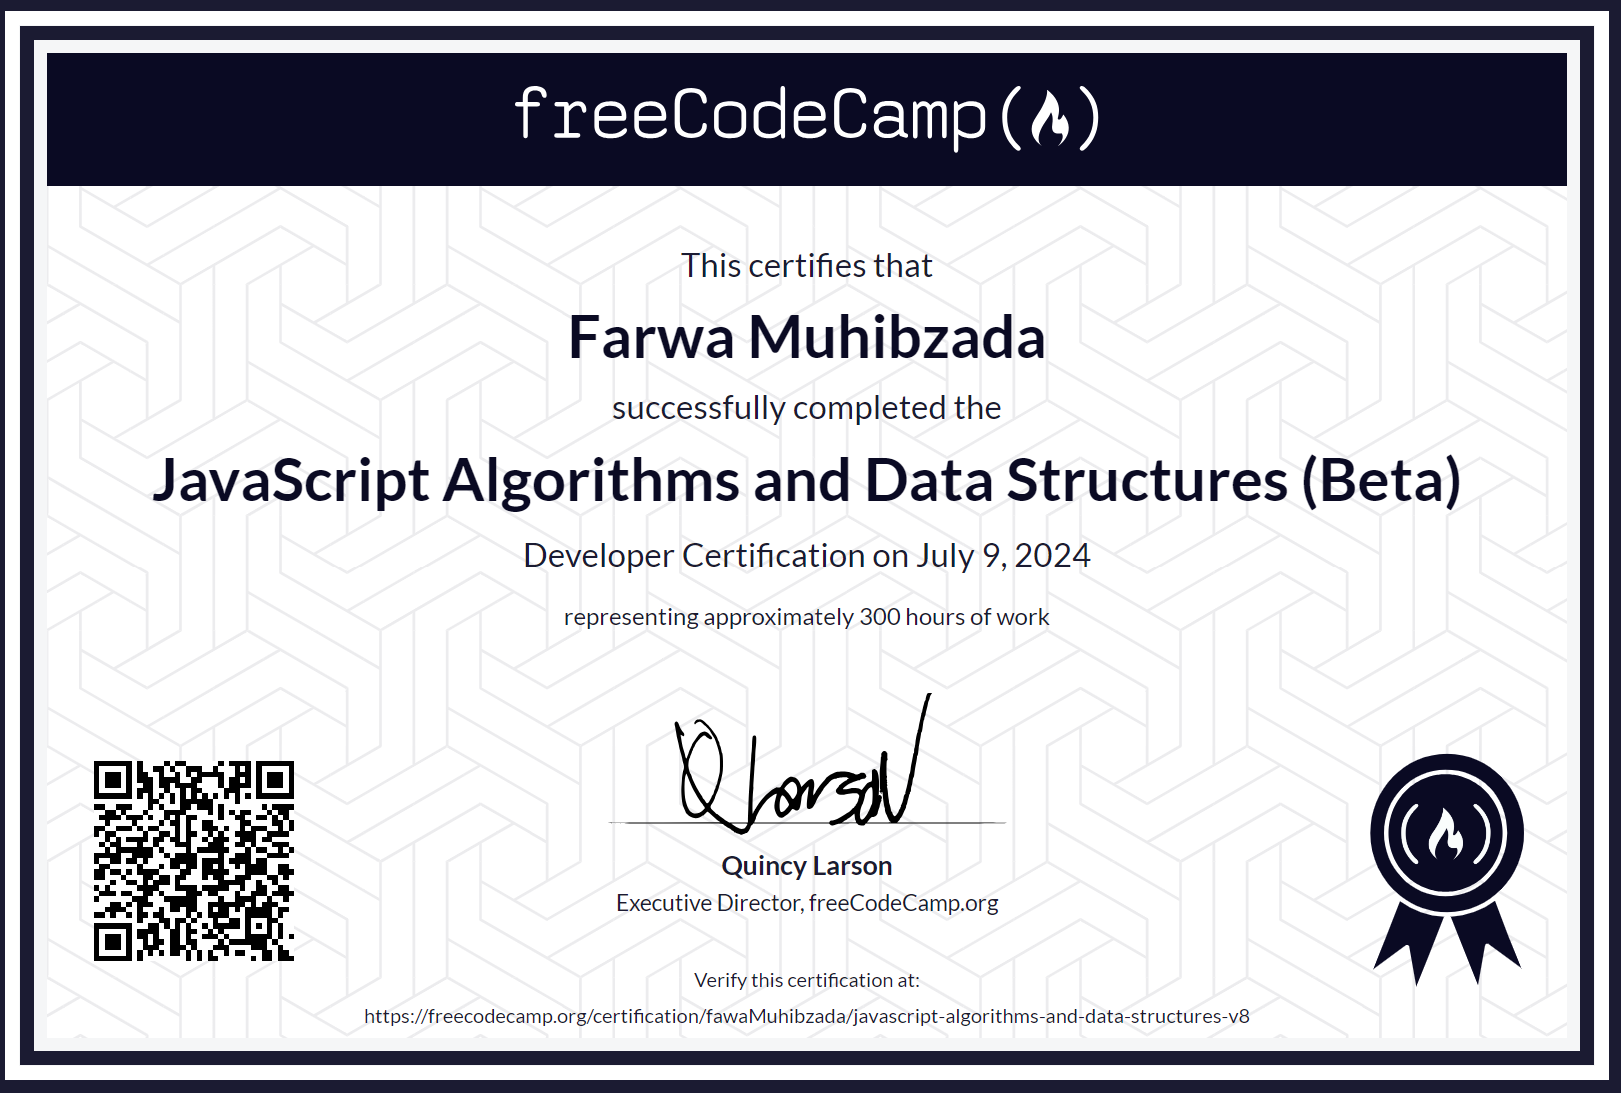 freeCodeCamp
This certifies that
Farwa Muhibzada
successfully completed the
JavaScript Algorithms and Data Structures (Beta)
Developer Certification on July 9, 2024
representing approximately 300 hours of work
Quincy Larson
Executive Director, freeCodeCamp.org
Verify this certification at:
https://freecodecamp.org/certification/fawaMuhibzada/javascript-algorithms-and-data-structures-v8